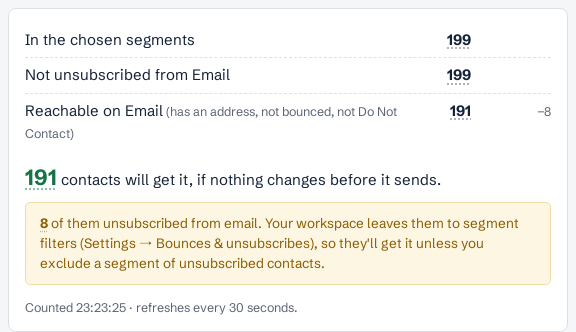 In the chosen segments 199
Not unsubscribed from Email 199
Reachable on Email (has an address, not bounced, not Do Not 191 −8
Contact)
191 contacts will get it, if nothing changes before it sends.
8 of them unsubscribed from email. Your workspace leaves them to segment
filters (Settings → Bounces & unsubscribes), so they'll get it unless you
exclude a segment of unsubscribed contacts.
Counted 23:23:25 · refreshes every 30 seconds.